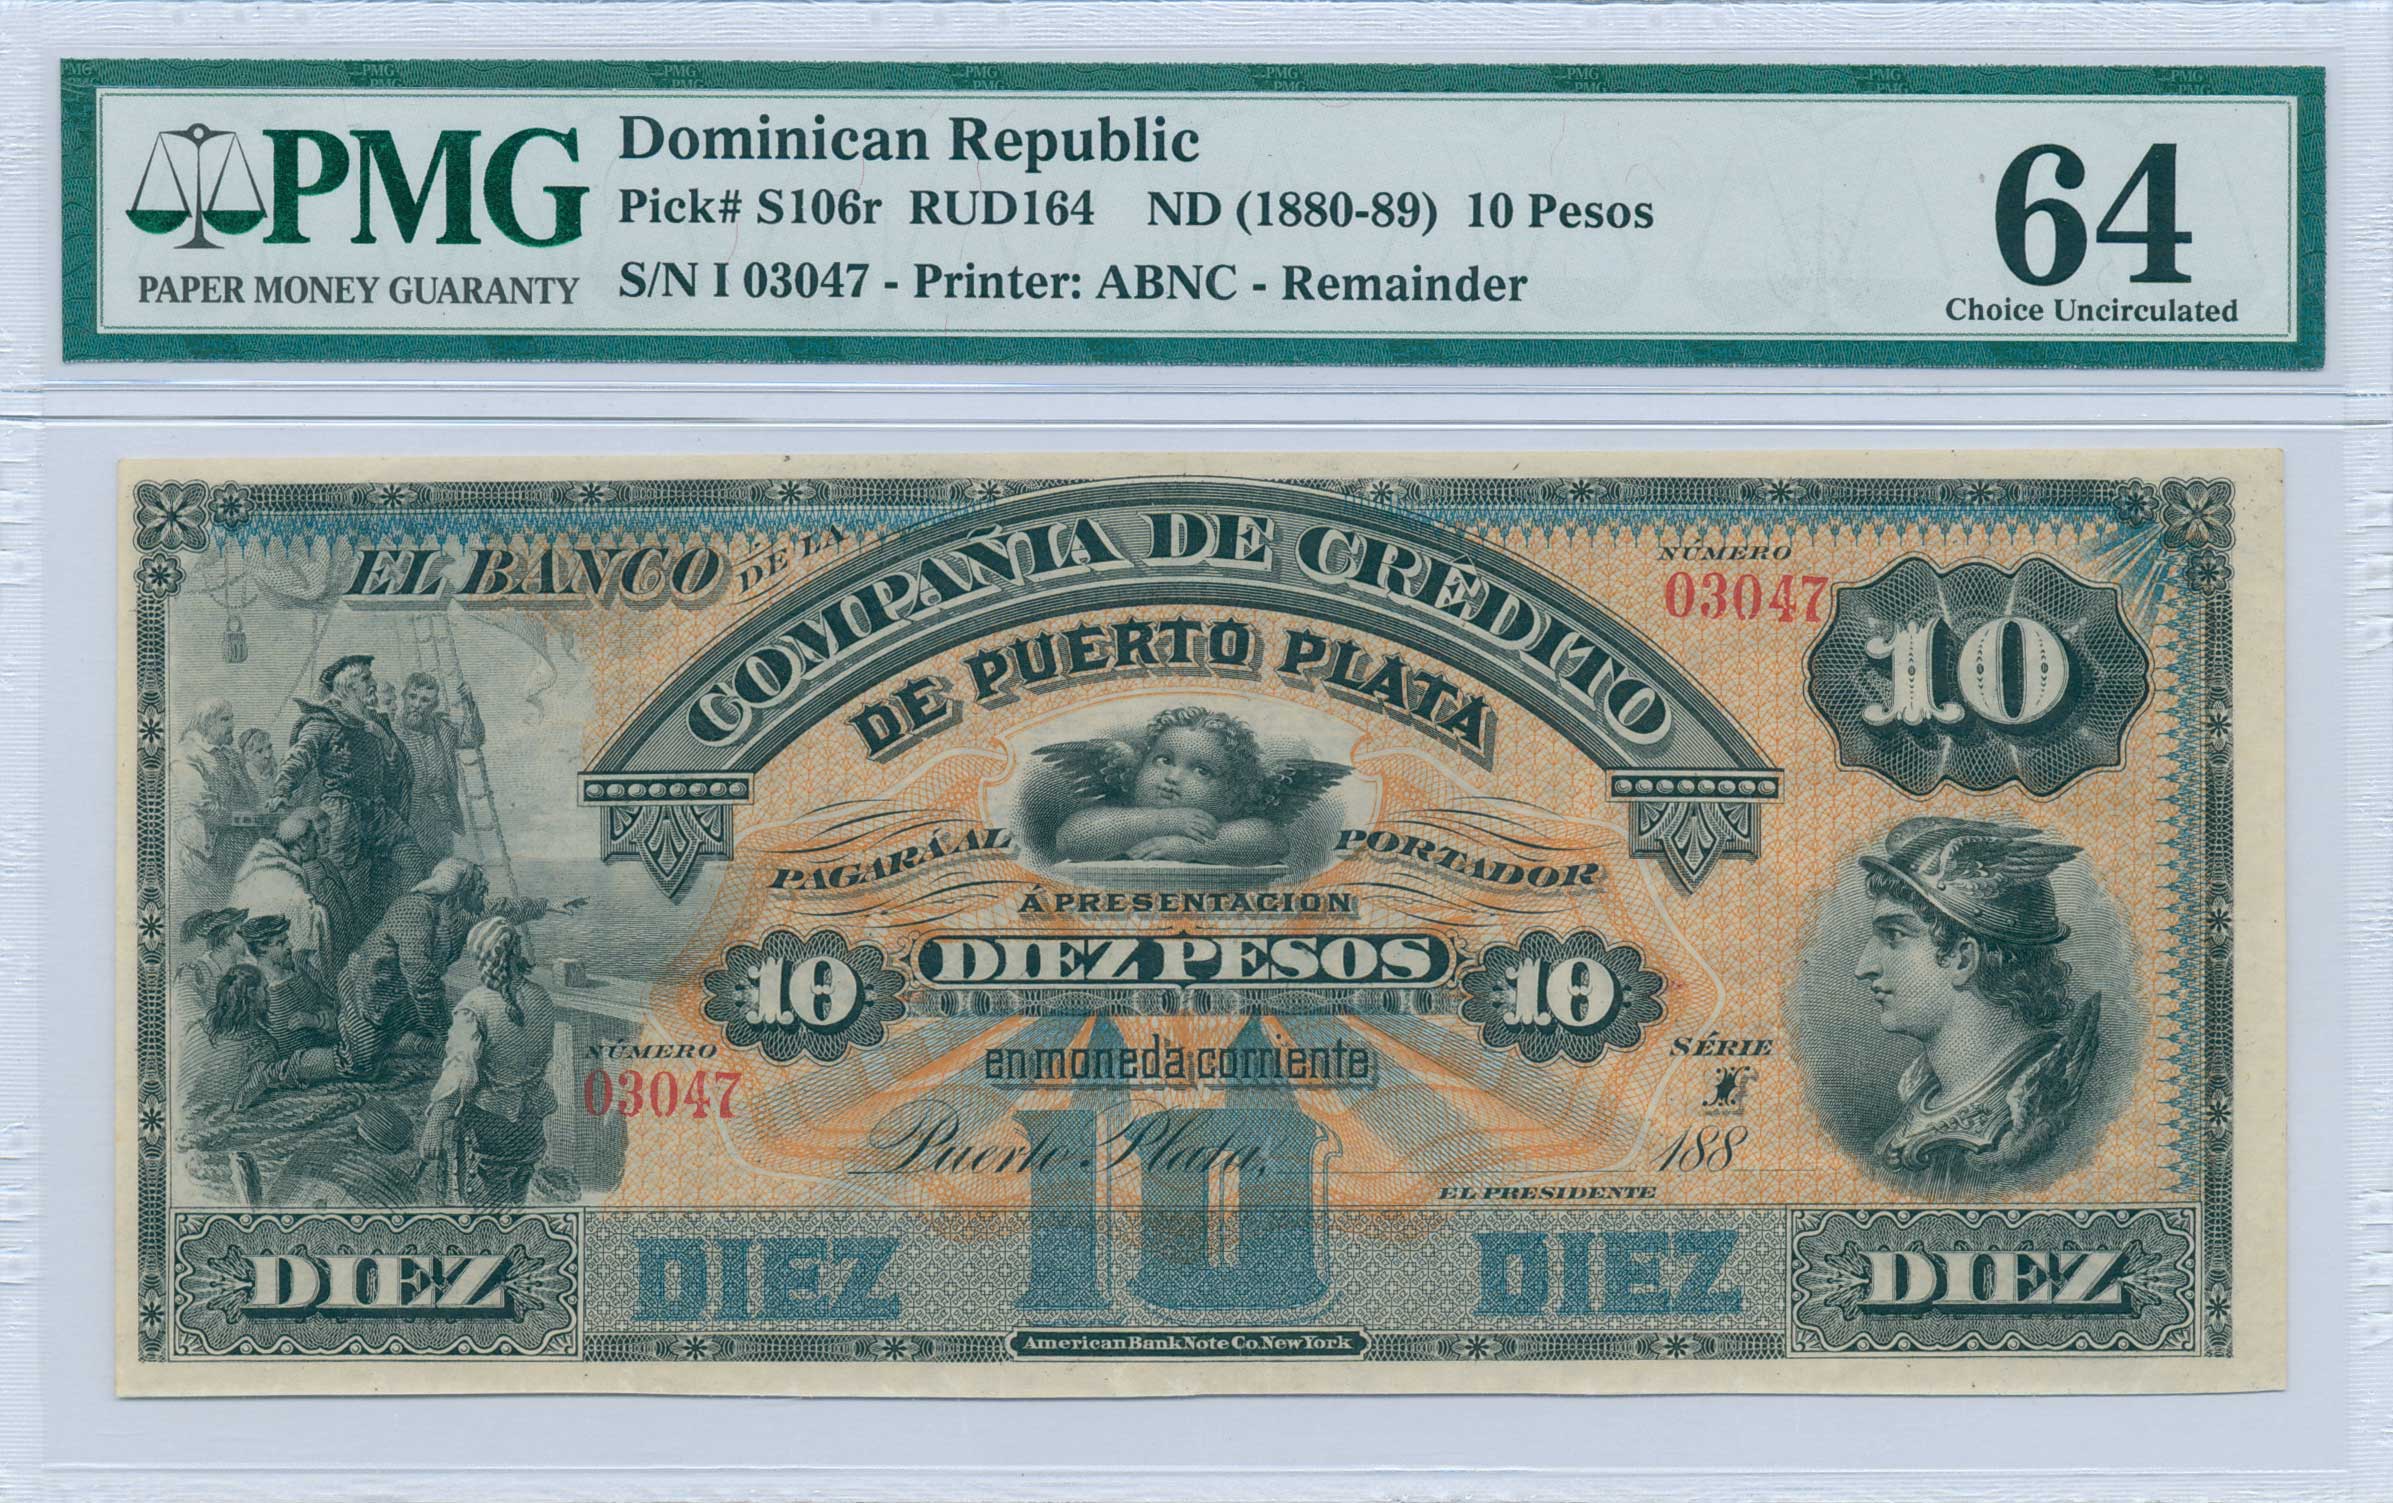 PMG
PAPER MONEY GUARANTY
Dominican Republic
Pick# S106r RUD164 ND (1880-89) 10 Pesos
S/N I 03047 - Printer: ABNC - Remainder
64
Choice Uncirculated
EL BANCO DE LA
COMPAÑIA DE CRÉDITO
DE PUERTO PLATA
NÚMERO
03047
10
PAGARÁ AL PORTADOR
Á PRESENTACION
10 DIEZ PESOS 10
en moneda corriente
NÚMERO
03047
SÉRIE
I
10
Puerto Plata, 188
EL PRESIDENTE
DIEZ DIEZ DIEZ DIEZ
American Bank Note Co. New York